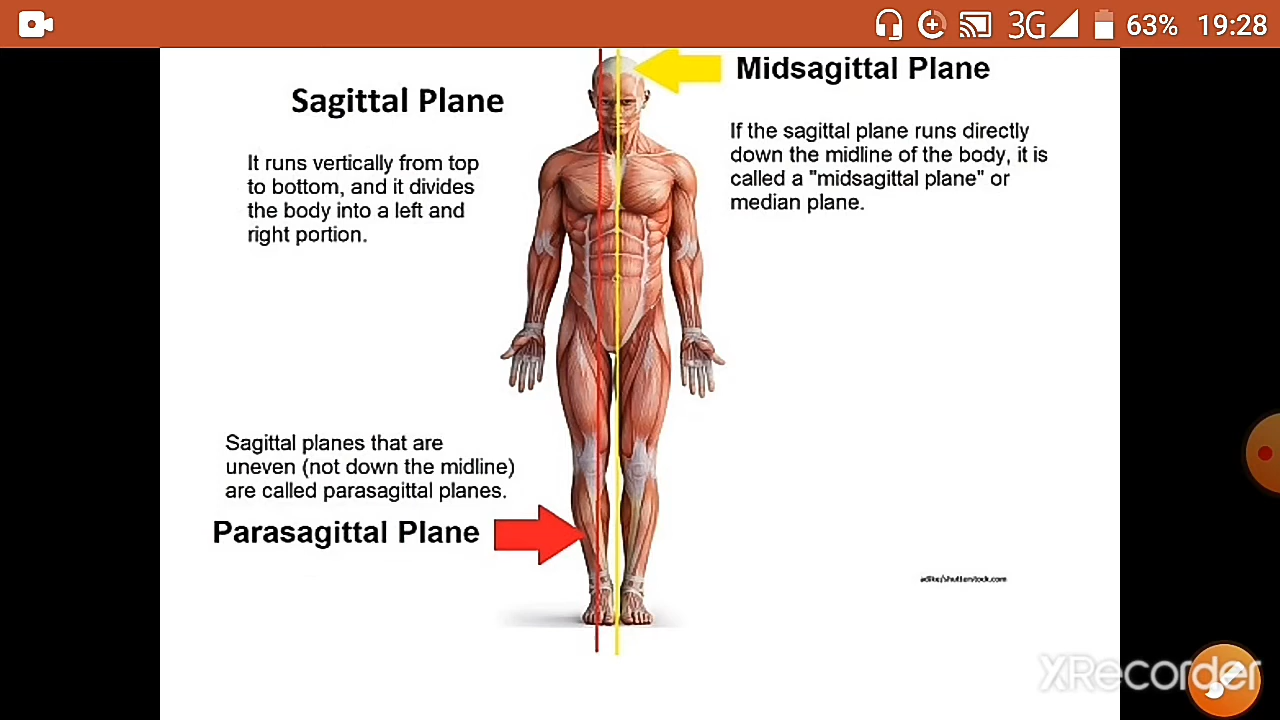 3G 63% 19:28
Sagittal Plane
It runs vertically from top
to bottom, and it divides
the body into a left and
right portion.
Midsagittal Plane
If the sagittal plane runs directly
down the midline of the body, it is
called a "midsagittal plane" or
median plane.
Sagittal planes that are
uneven (not down the midline)
are called parasagittal planes.
Parasagittal Plane
adike/shutterstock.com
XRecorder